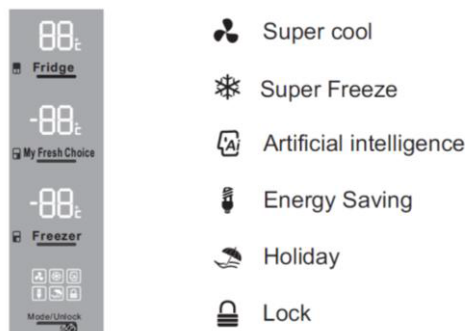 88℃
Fridge
-88℃
My Fresh Choice
-88℃
Freezer
Mode/Unlock
Super cool
Super Freeze
Ai Artificial intelligence
Energy Saving
Holiday
Lock